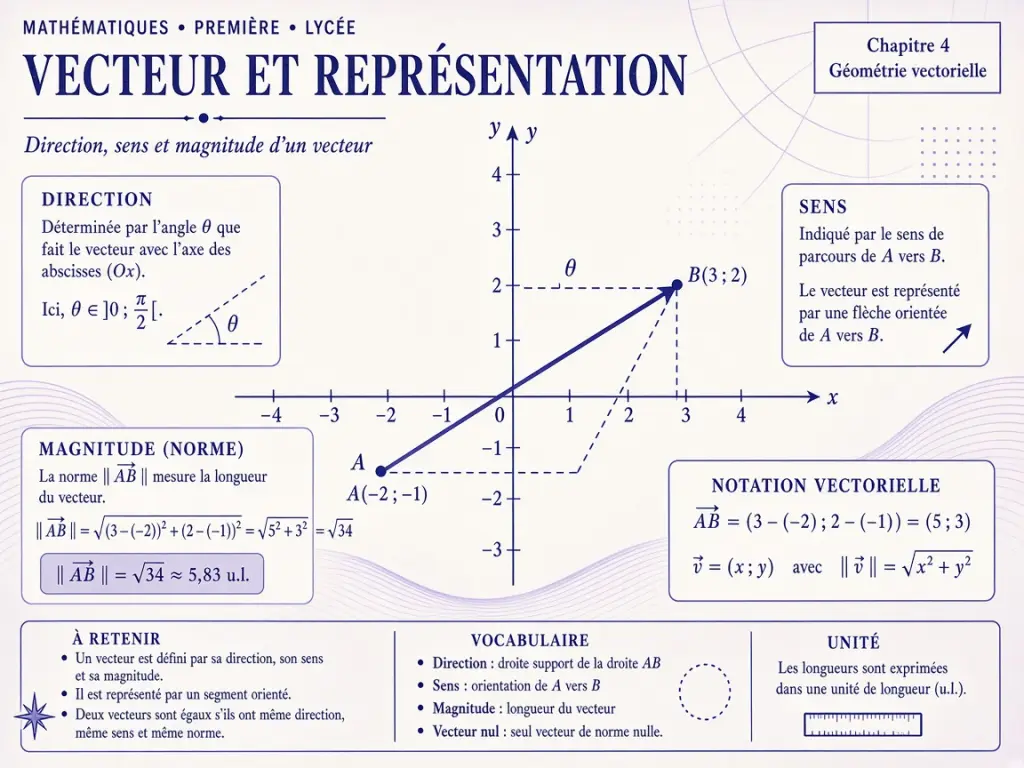 MATHÉMATIQUES • PREMIÈRE • LYCÉE
VECTEUR ET REPRÉSENTATION
Direction, sens et magnitude d'un vecteur
Chapitre 4
Géométrie vectorielle
DIRECTION
Déterminée par l'angle θ que
fait le vecteur avec l'axe des
abscisses (Ox).
Ici, θ ∈ ]0 ; π/2 [.
θ
y y
4
3
2
1
−1
−2
−3
−4 −3 −2 −1 0 1 2 3 4 x
θ
B(3 ; 2)
A
A(−2 ; −1)
SENS
Indiqué par le sens de
parcours de A vers B.
Le vecteur est représenté
par une flèche orientée
de A vers B.
MAGNITUDE (NORME)
La norme ‖ AB→ ‖ mesure la longueur
du vecteur.
‖ AB→ ‖ = √((3−(−2))² + (2−(−1))²) = √(5² + 3²) = √34
‖ AB→ ‖ = √34 ≈ 5,83 u.l.
NOTATION VECTORIELLE
AB→ = (3 − (−2) ; 2 − (−1)) = (5 ; 3)
v→ = (x ; y) avec ‖ v→ ‖ = √(x² + y²)
À RETENIR
• Un vecteur est défini par sa direction, son sens
et sa magnitude.
• Il est représenté par un segment orienté.
• Deux vecteurs sont égaux s'ils ont même direction,
même sens et même norme.
VOCABULAIRE
• Direction : droite support de la droite AB
• Sens : orientation de A vers B
• Magnitude : longueur du vecteur
• Vecteur nul : seul vecteur de norme nulle.
UNITÉ
Les longueurs sont exprimées
dans une unité de longueur (u.l.).